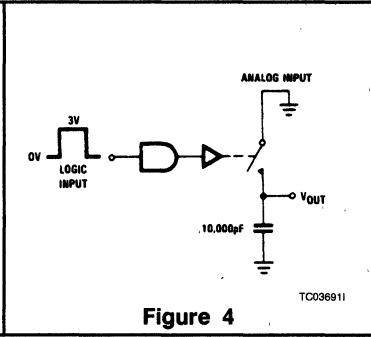 ANALOG INPUT
3V
0V
LOGIC
INPUT
VOUT
10,000pF
TC03691I
Figure 4